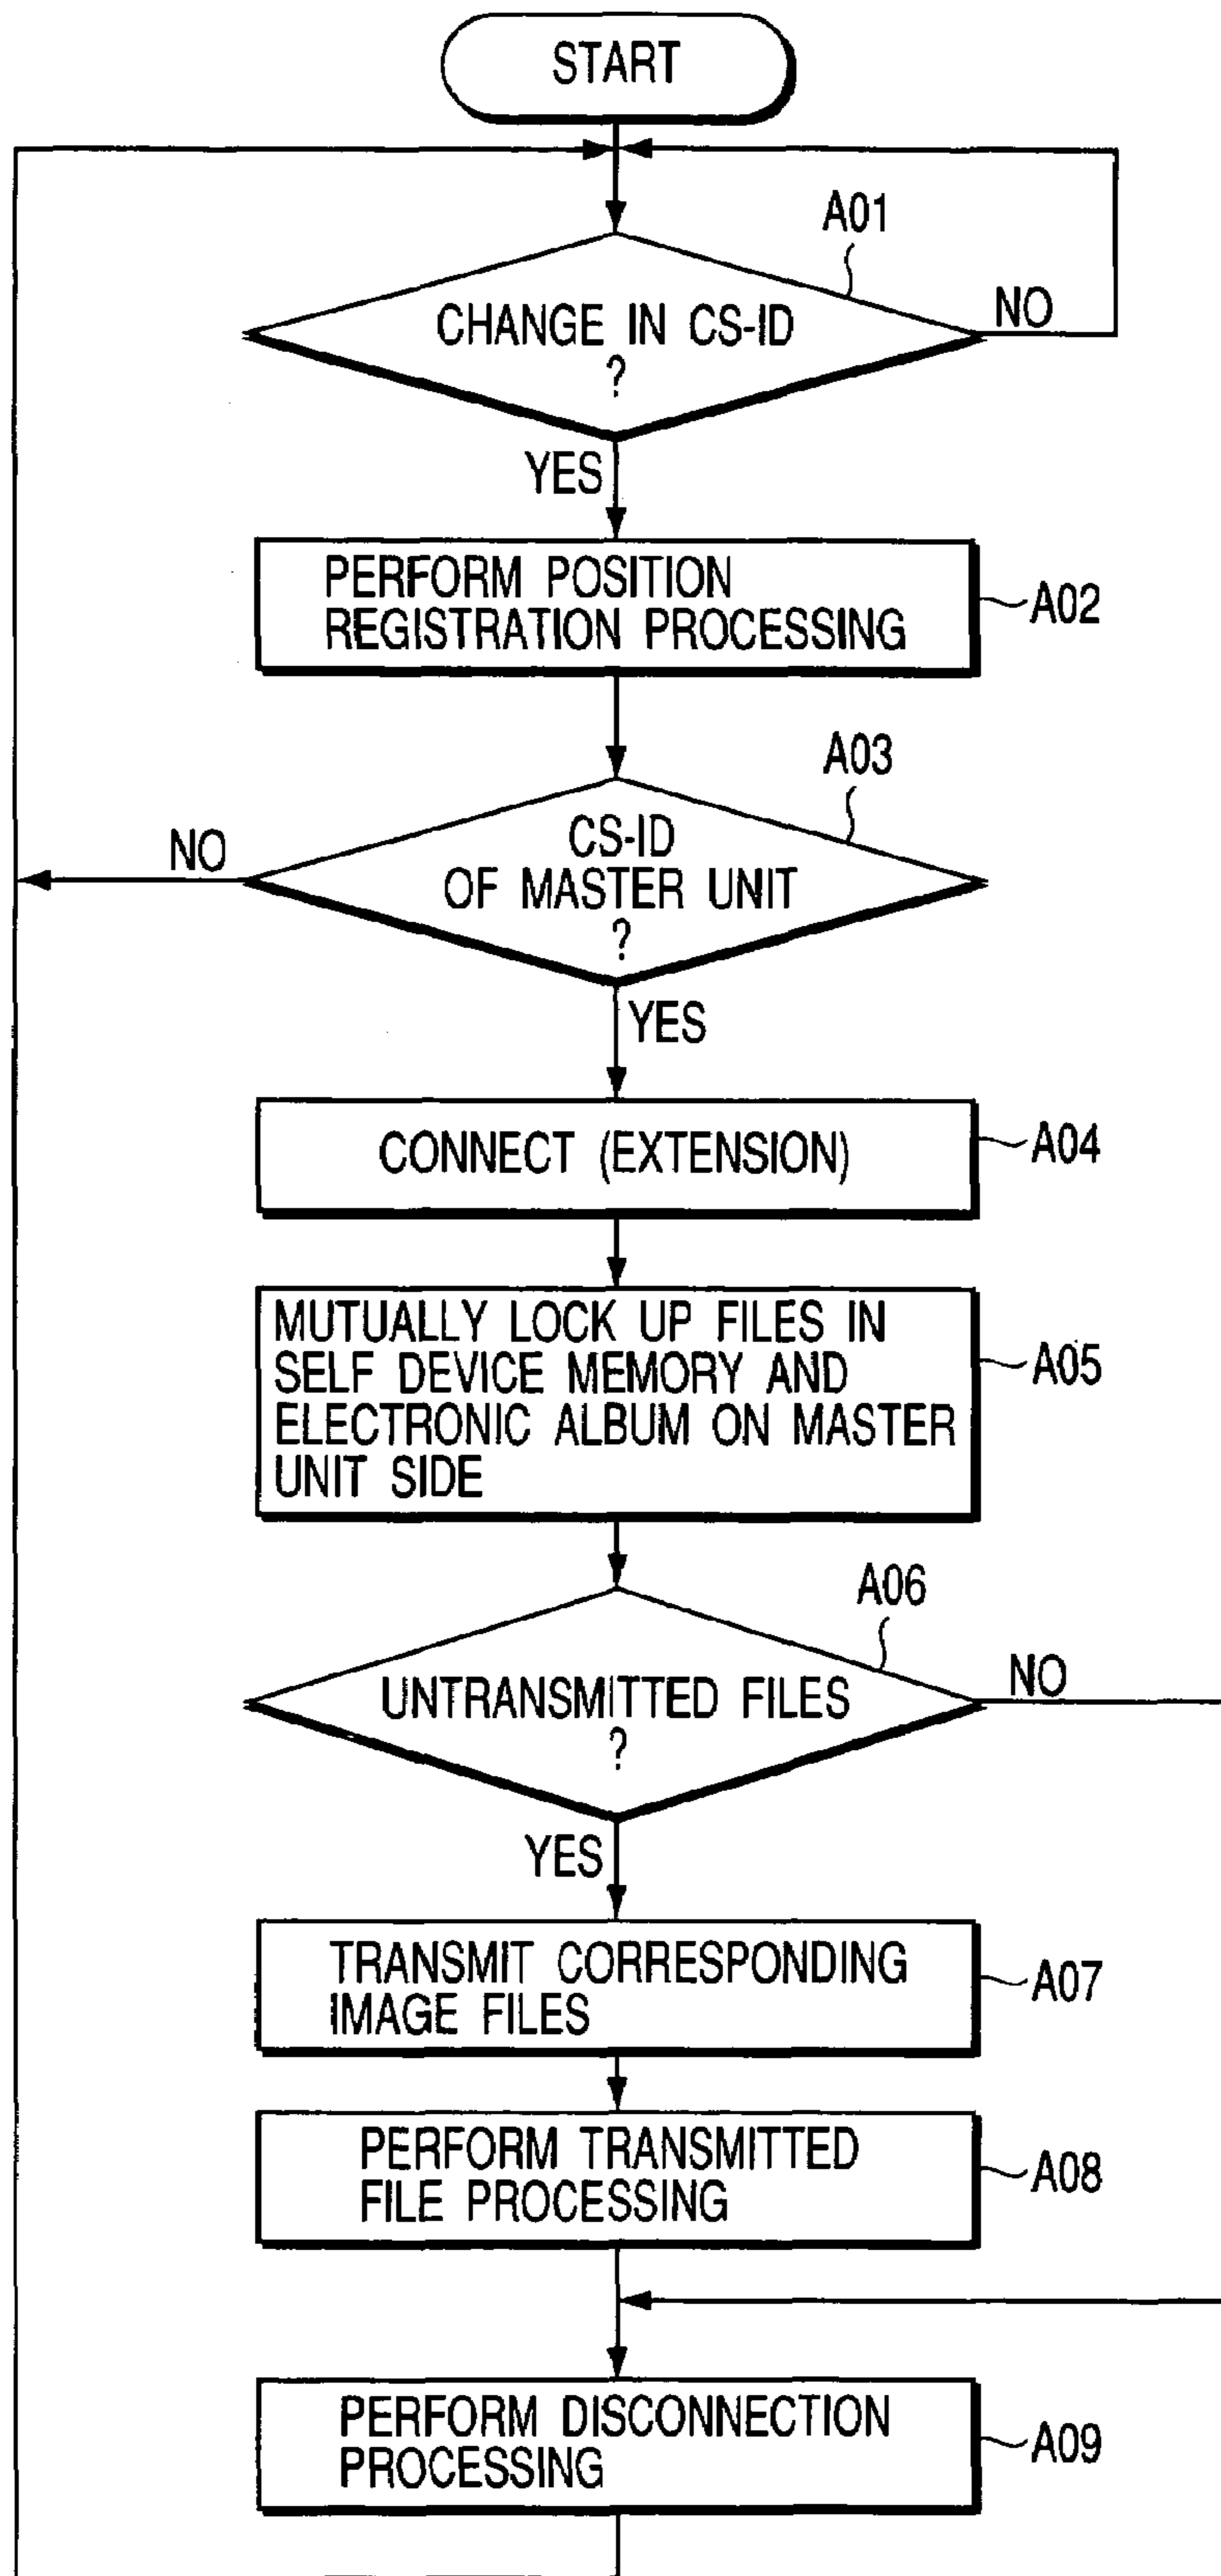 START
A01
CHANGE IN CS-ID
?
NO
YES
PERFORM POSITION
REGISTRATION PROCESSING
A02
A03
CS-ID
OF MASTER UNIT
?
NO
YES
CONNECT (EXTENSION)
A04
MUTUALLY LOCK UP FILES IN
SELF DEVICE MEMORY AND
ELECTRONIC ALBUM ON MASTER
UNIT SIDE
A05
A06
UNTRANSMITTED FILES
?
NO
YES
TRANSMIT CORRESPONDING
IMAGE FILES
A07
PERFORM TRANSMITTED
FILE PROCESSING
A08
PERFORM DISCONNECTION
PROCESSING
A09